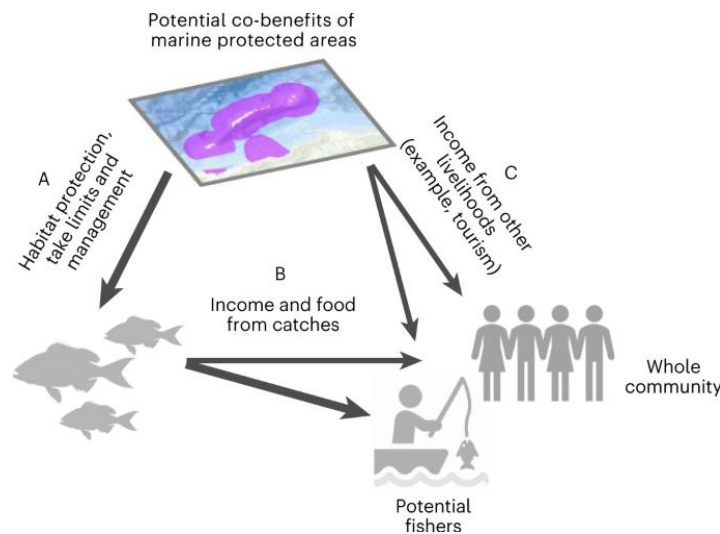 Potential co-benefits of
marine protected areas
A
Habitat protection,
take limits and
management
C
Income from other
livelihoods
(example, tourism)
B
Income and food
from catches
Whole
community
Potential
fishers